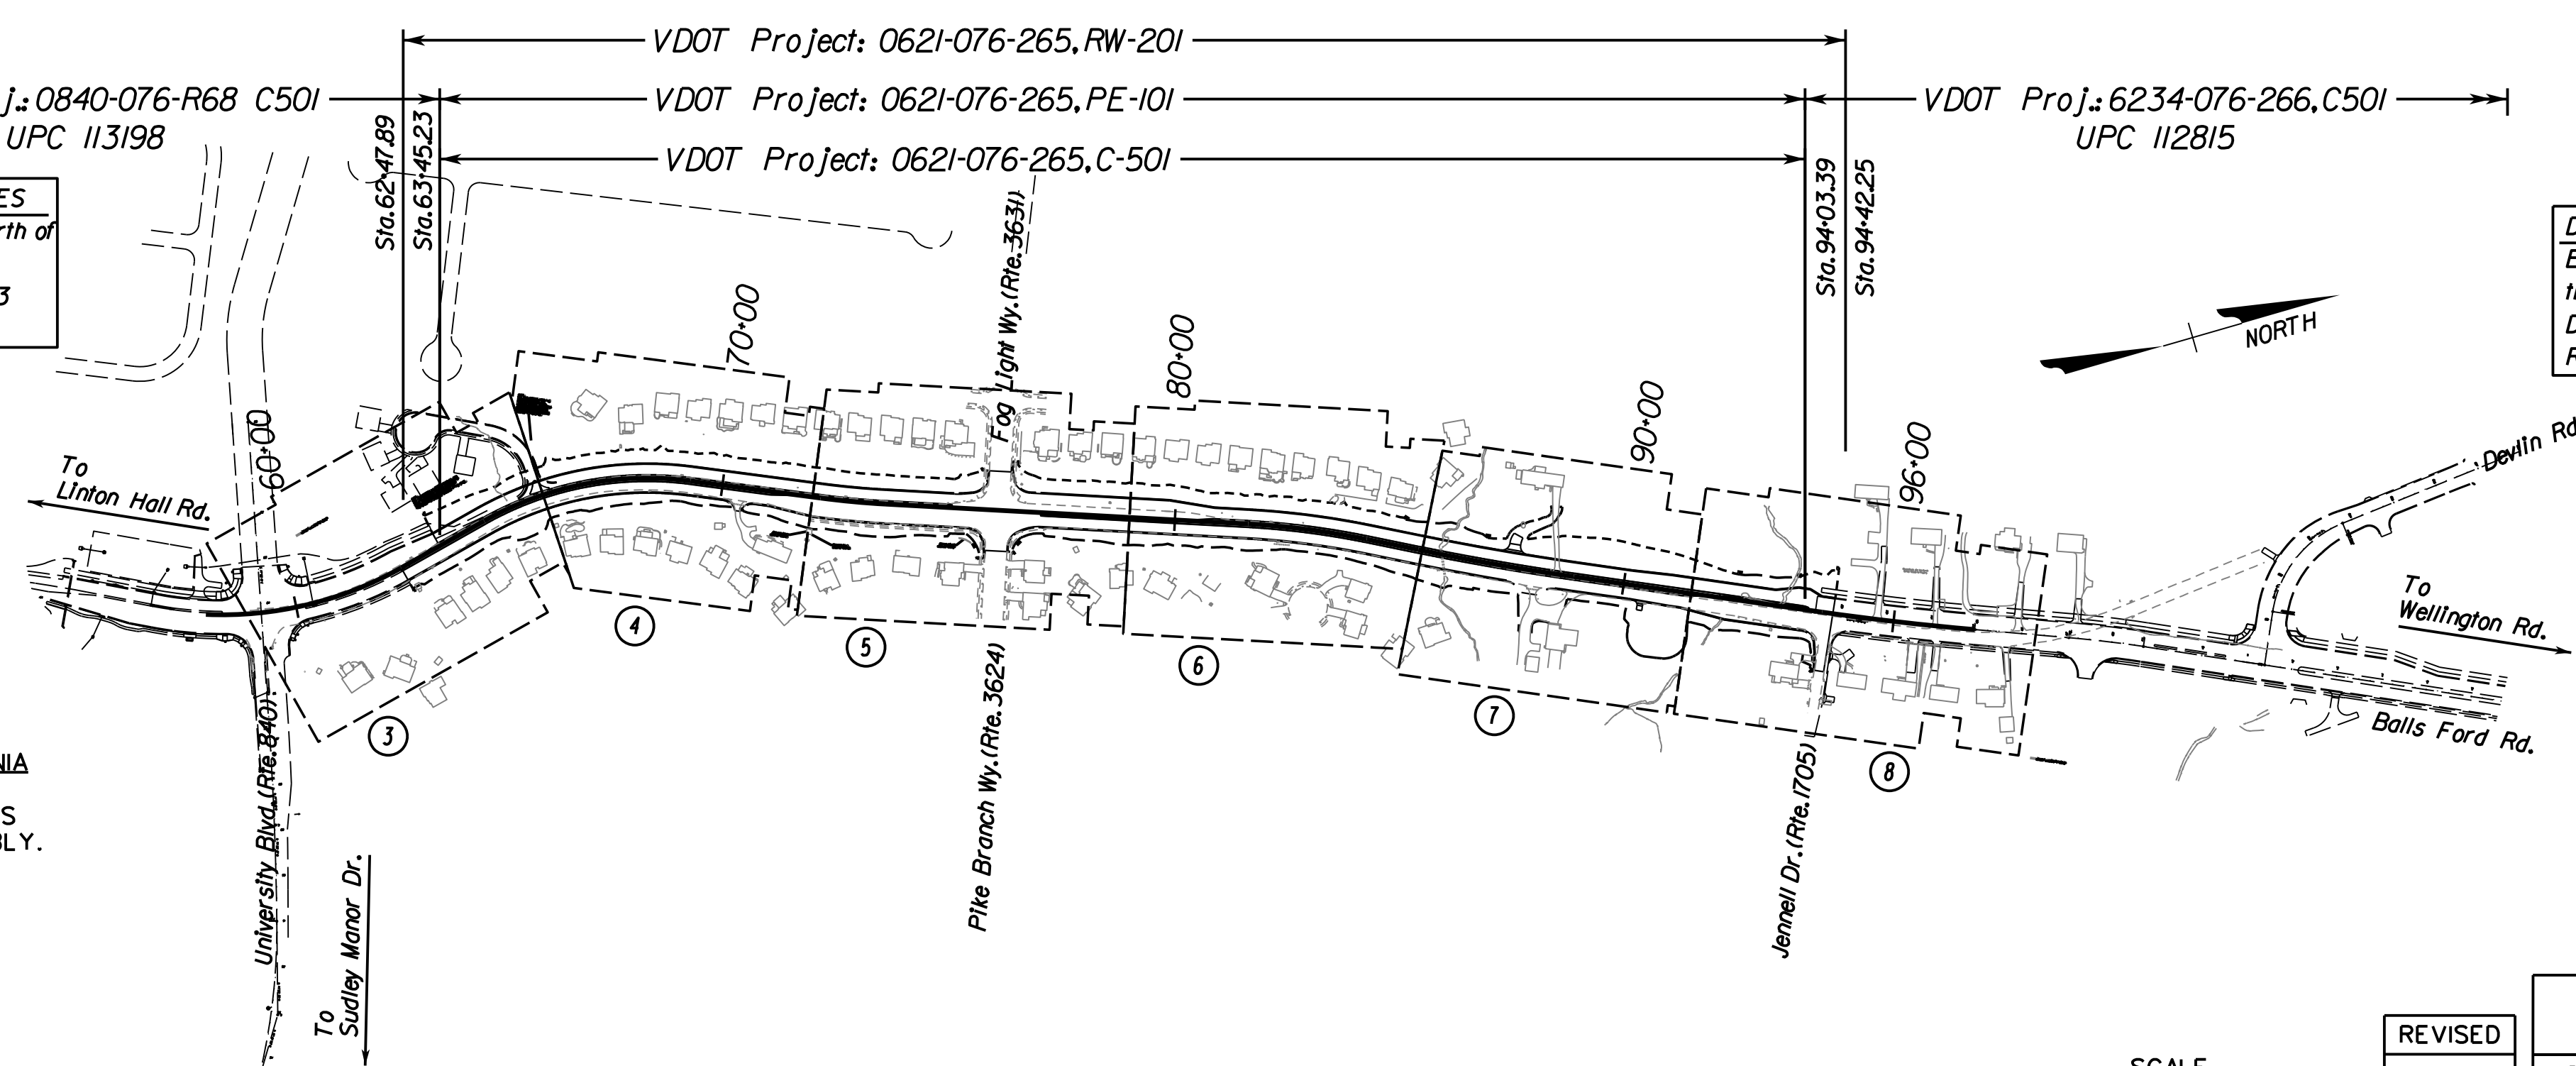 VDOT Project: 0621-076-265, RW-201
j.: 0840-076-R68 C501
UPC 113198
VDOT Project: 0621-076-265, PE-101
VDOT Proj.: 6234-076-266, C501
UPC 112815
VDOT Project: 0621-076-265, C-501
Sta. 62+47.89
Sta. 63+45.23
Sta. 94+03.39
Sta. 94+42.25
ES
rth of
3
D
E
D
R
NORTH
Fog Light Wy. (Rte. 3631)
60+00
70+00
80+00
90+00
96+00
To
Linton Hall Rd.
Devlin Rd
To
Wellington Rd.
Balls Ford Rd.
3
4
5
6
7
8
University Blvd. (Rte. 840)
Pike Branch Wy. (Rte. 3624)
Jennell Dr. (Rte. 1705)
To
Sudley Manor Dr.
NIA
S
BLY.
REVISED
SCALE